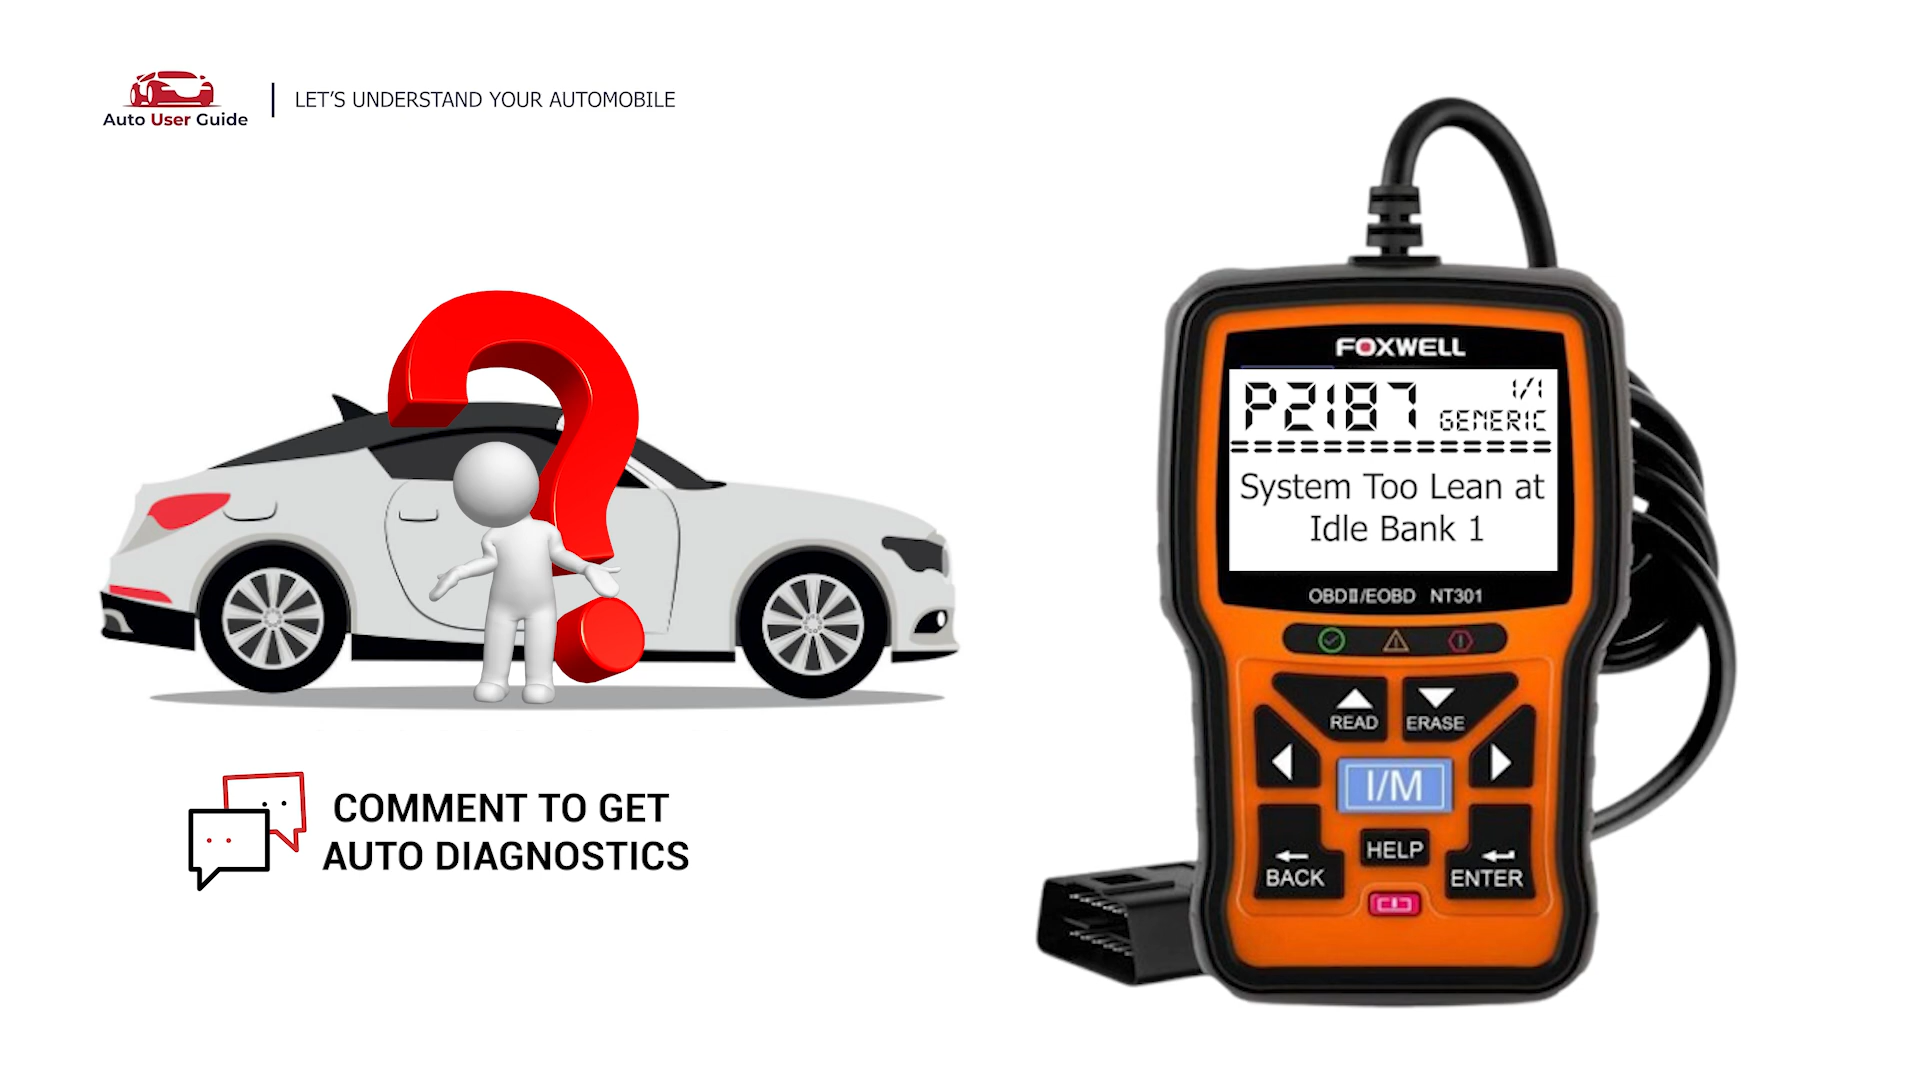 Auto User Guide
LET'S UNDERSTAND YOUR AUTOMOBILE
COMMENT TO GET
AUTO DIAGNOSTICS
FOXWELL
P2187
1/1
GENERIC
System Too Lean at
Idle Bank 1
OBDII/EOBD NT301
READ
ERASE
I/M
HELP
BACK
ENTER